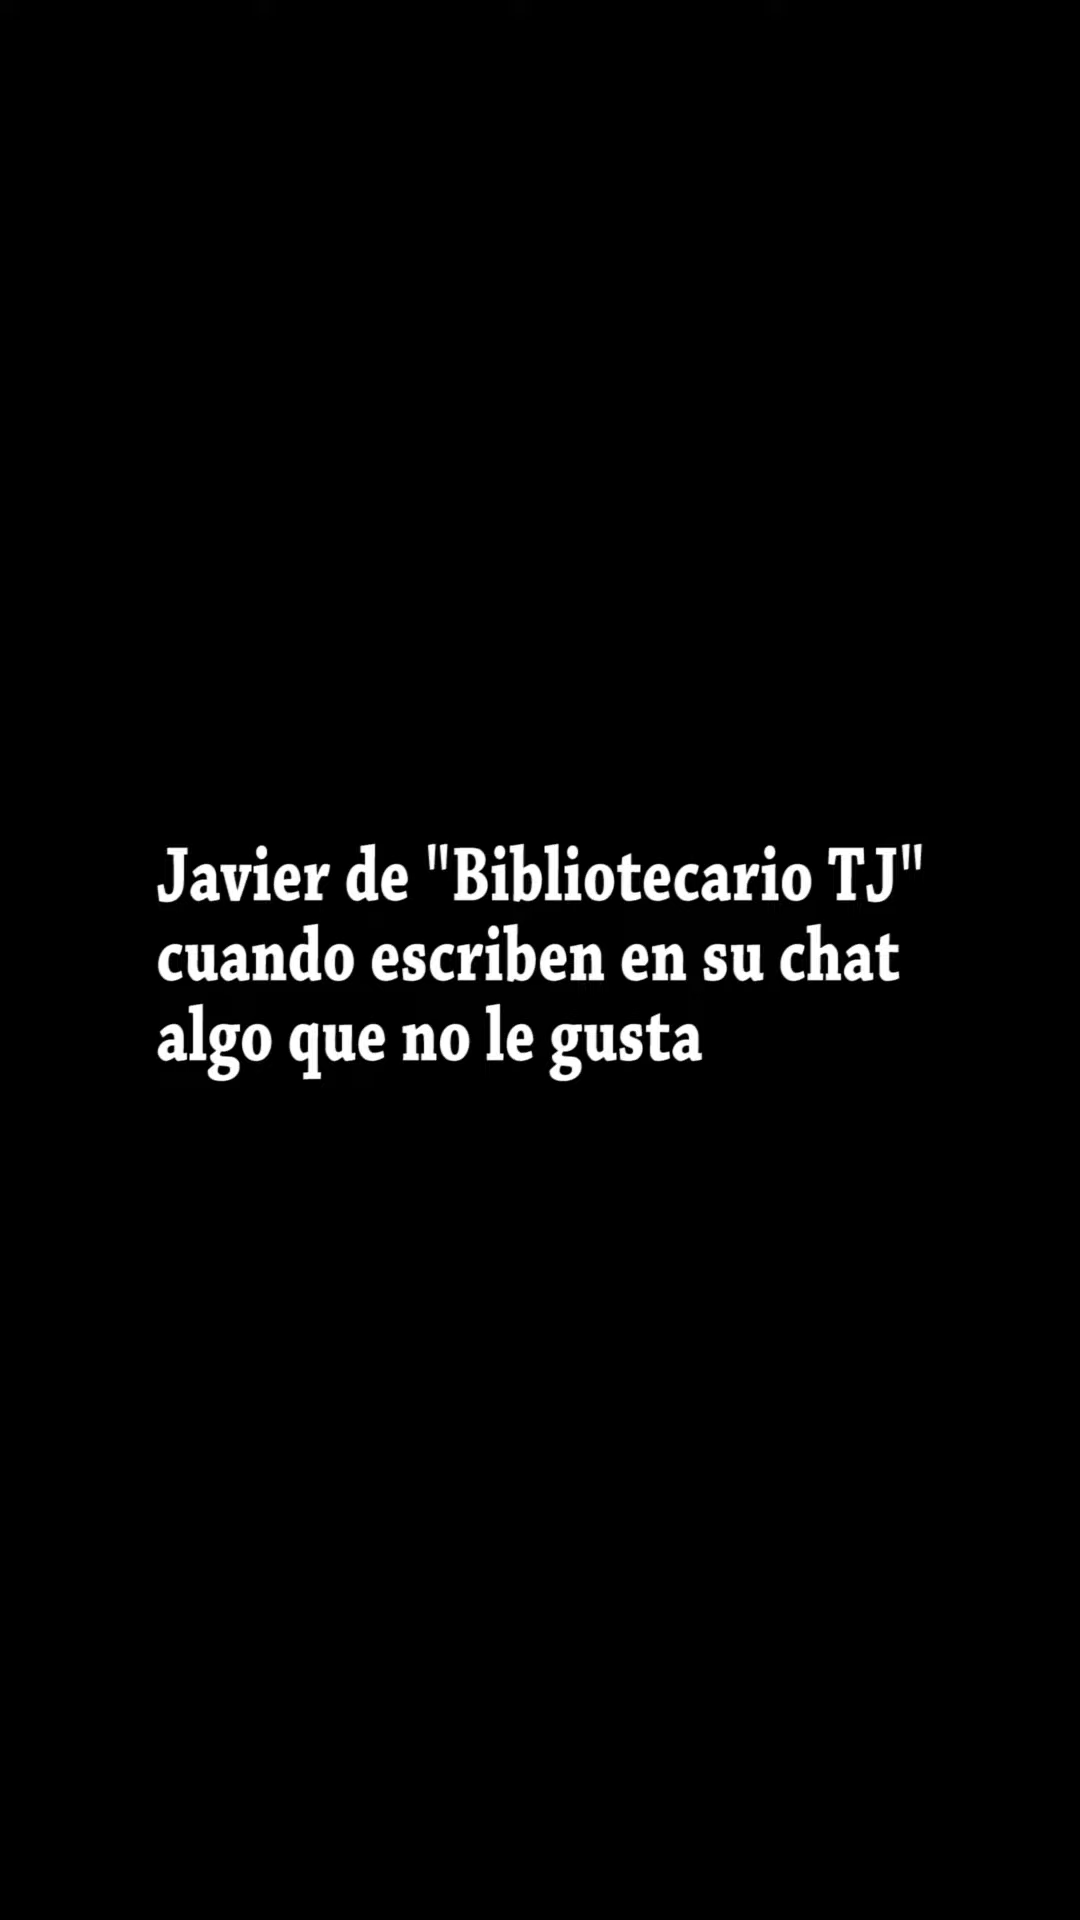 Javier de "Bibliotecario TJ"
cuando escriben en su chat
algo que no le gusta